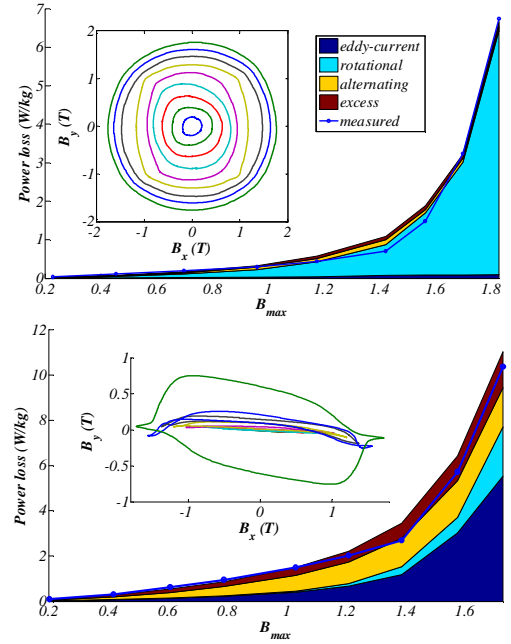 7
6
5
4
3
2
1
0
Power loss (W/kg)
0.2 0.4 0.6 0.8 1 1.2 1.4 1.6 1.8
B_max
2
1
0
-1
-2
B_y (T)
-2 -1 0 1 2
B_x (T)
eddy-current
rotational
alternating
excess
measured
12
10
8
6
4
2
0
Power loss (W/kg)
0.2 0.4 0.6 0.8 1 1.2 1.4 1.6
B_max
1
0.5
0
-0.5
-1
B_y (T)
-1 0 1
B_x (T)